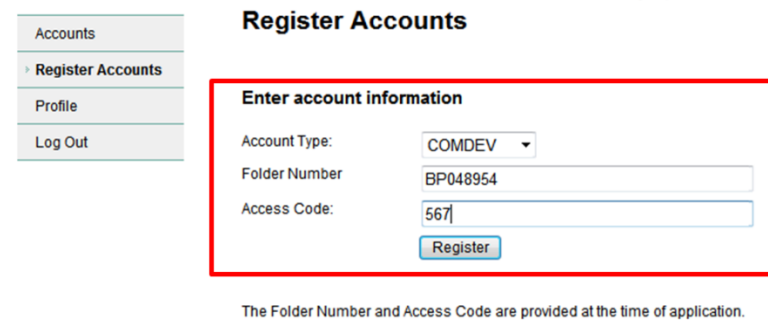 Register Accounts
Accounts
Register Accounts
Profile
Log Out
Enter account information
Account Type: COMDEV
Folder Number BP048954
Access Code: 567
Register
The Folder Number and Access Code are provided at the time of application.